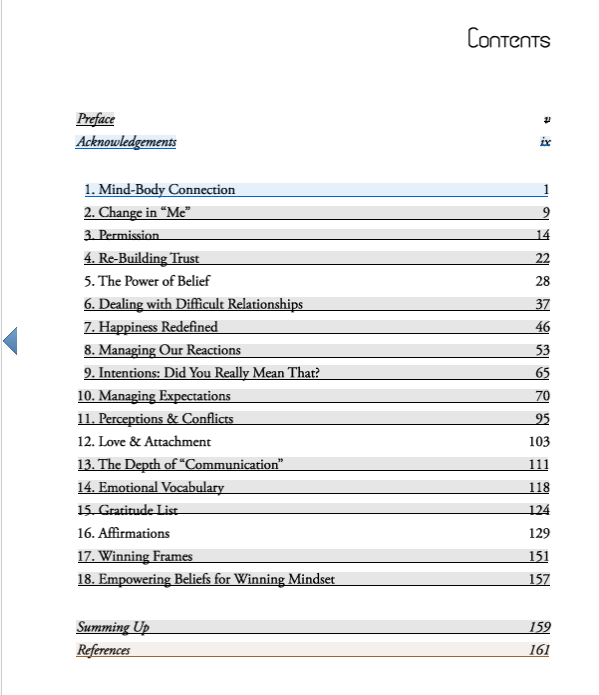 Contents
Preface v
Acknowledgements ix
1. Mind-Body Connection 1
2. Change in “Me” 9
3. Permission 14
4. Re-Building Trust 22
5. The Power of Belief 28
6. Dealing with Difficult Relationships 37
7. Happiness Redefined 46
8. Managing Our Reactions 53
9. Intentions: Did You Really Mean That? 65
10. Managing Expectations 70
11. Perceptions & Conflicts 95
12. Love & Attachment 103
13. The Depth of “Communication” 111
14. Emotional Vocabulary 118
15. Gratitude List 124
16. Affirmations 129
17. Winning Frames 151
18. Empowering Beliefs for Winning Mindset 157
Summing Up 159
References 161